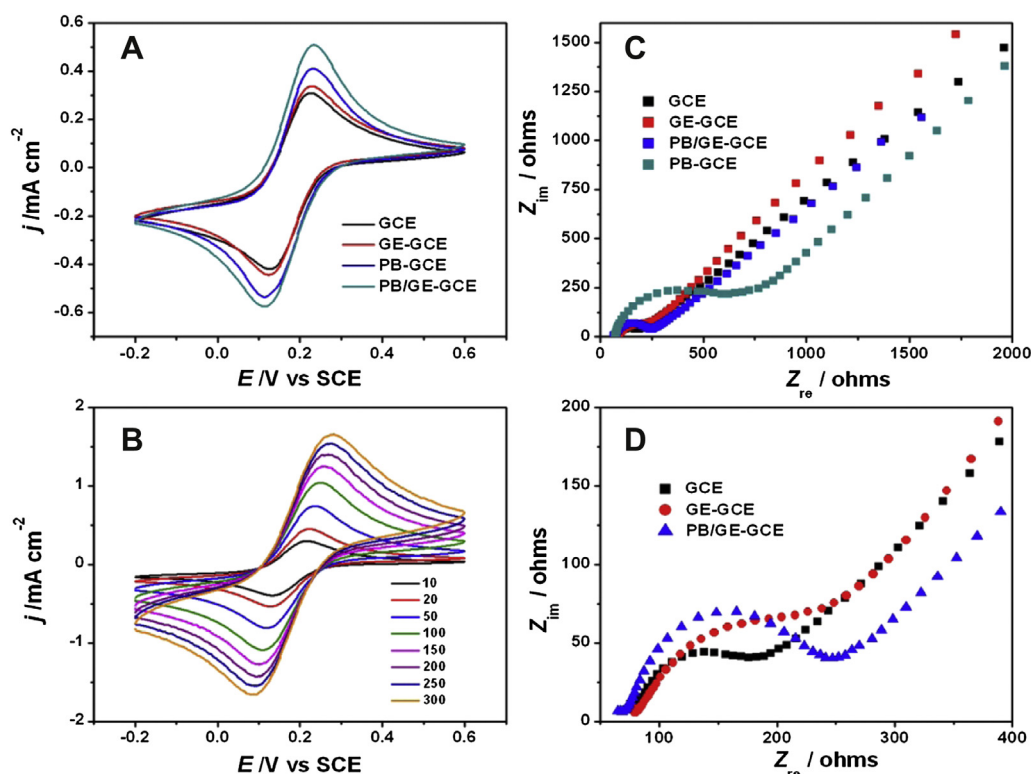 A
j /mA cm-2
0.6
0.4
0.2
0.0
-0.2
-0.4
-0.6
GCE
GE-GCE
PB-GCE
PB/GE-GCE
-0.2 0.0 0.2 0.4 0.6
E /V vs SCE
C
Zim / ohms
1500
1250
1000
750
500
250
0
GCE
GE-GCE
PB/GE-GCE
PB-GCE
0 500 1000 1500 2000
Zre / ohms
B
j /mA cm-2
2
1
0
-1
-2
10
20
50
100
150
200
250
300
-0.2 0.0 0.2 0.4 0.6
E /V vs SCE
D
Zim / ohms
200
150
100
50
0
GCE
GE-GCE
PB/GE-GCE
100 200 300 400
Zre / ohms